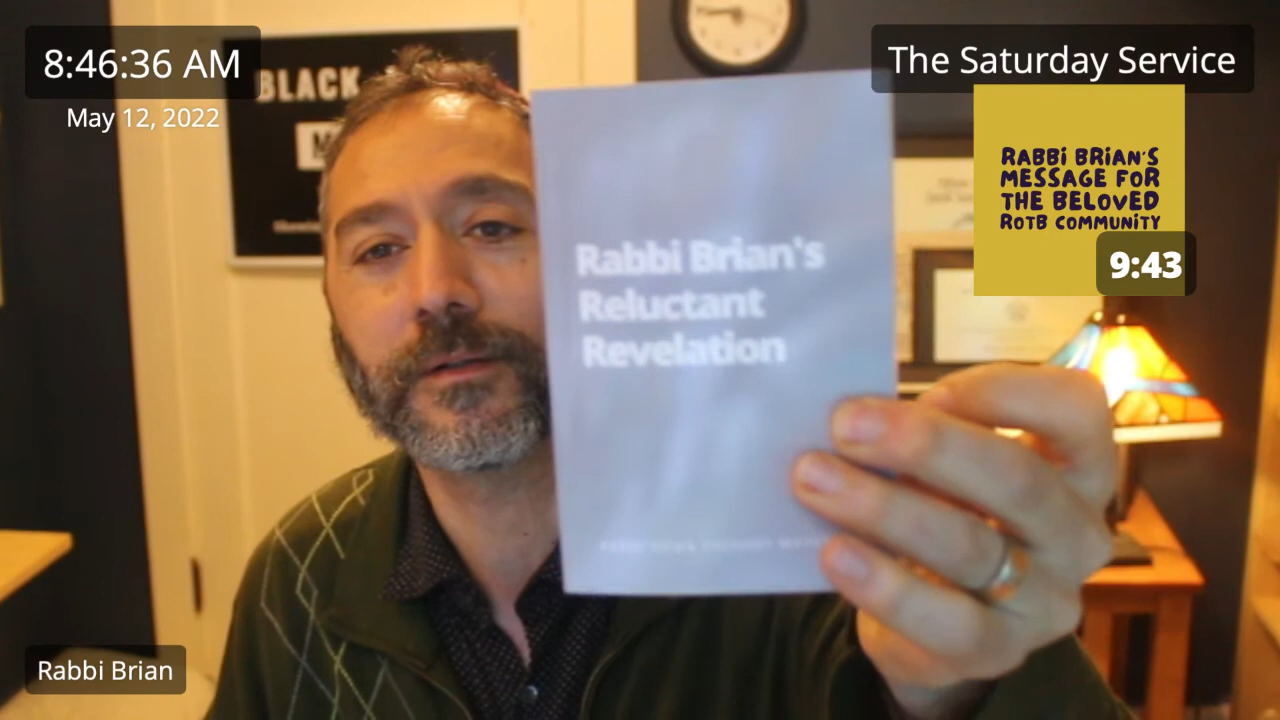 8:46:36 AM
May 12, 2022
BLACK
The Saturday Service
RABBI BRIAN'S
MESSAGE FOR
THE BELOVED
ROTB COMMUNITY
9:43
Rabbi Brian's
Reluctant
Revelation
Rabbi Brian